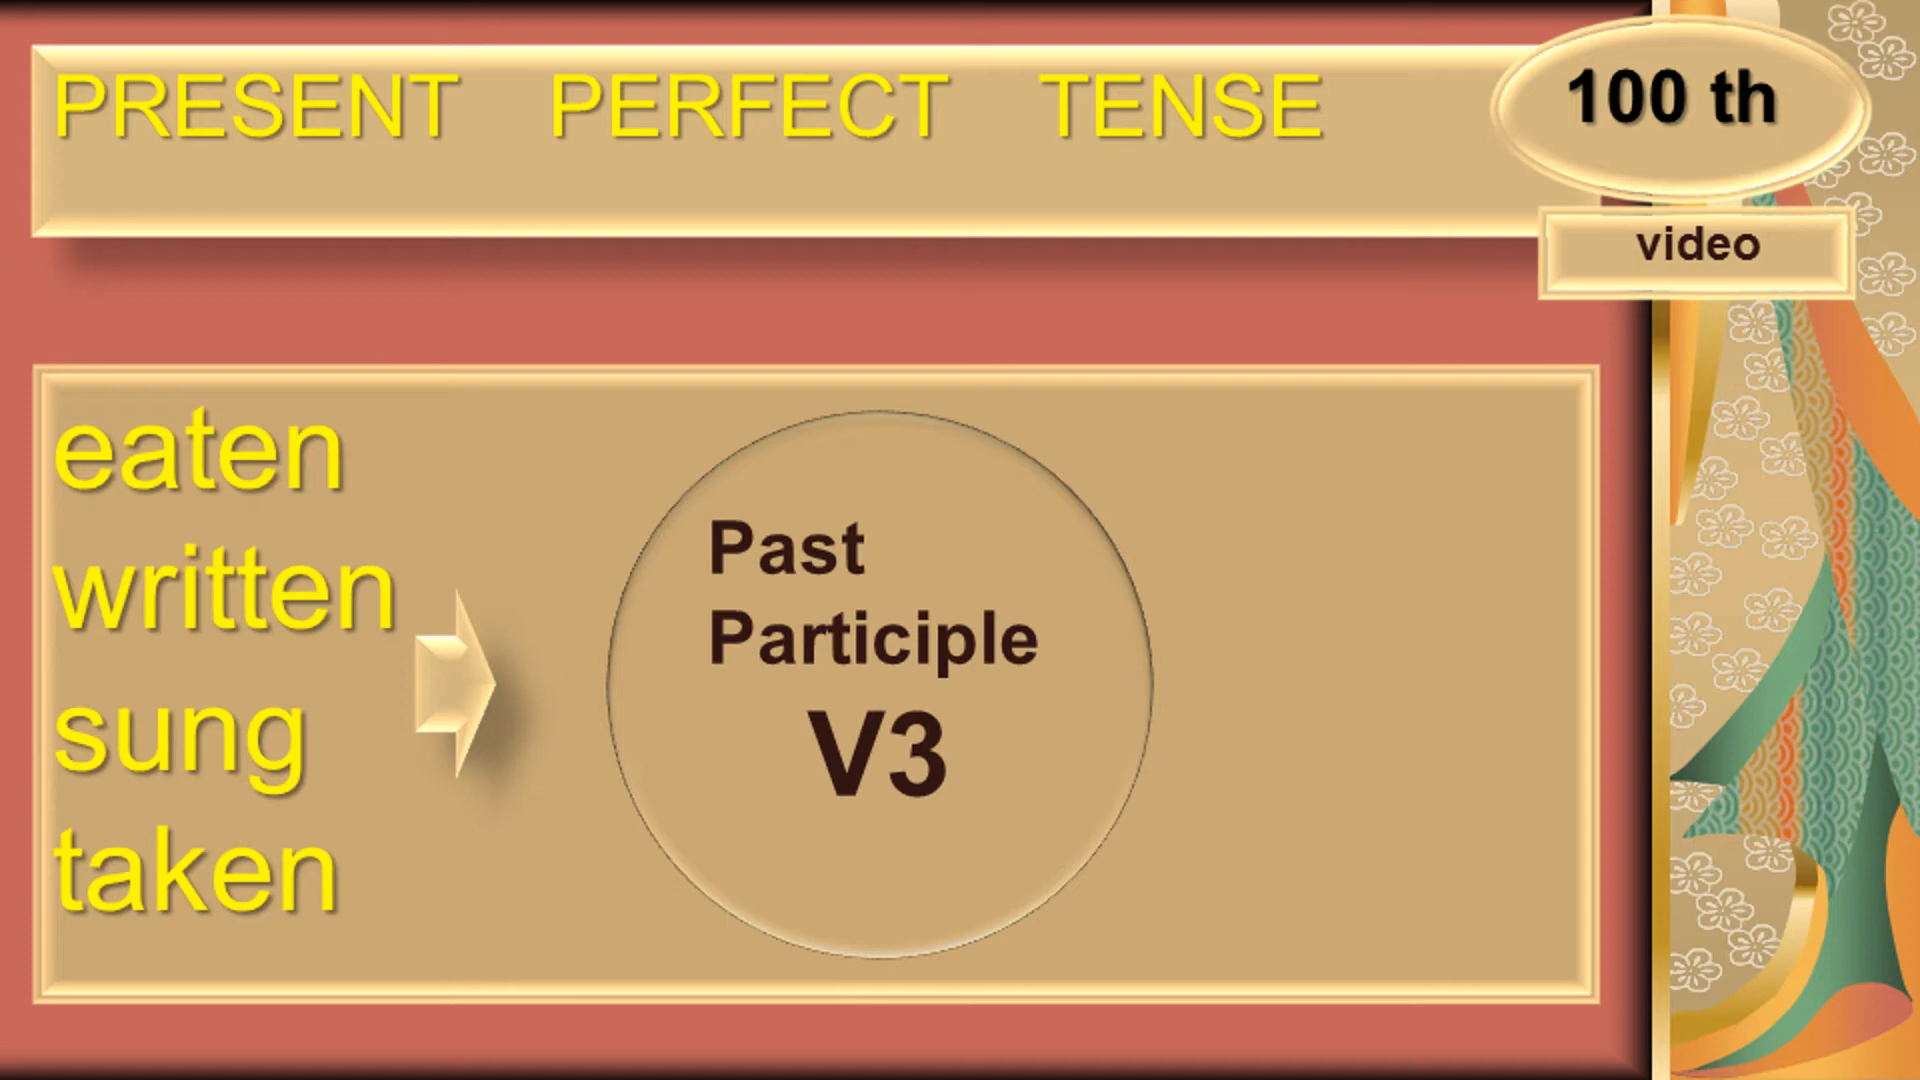 PRESENT PERFECT TENSE
100 th
video
eaten
written
sung
taken
Past
Participle
V3